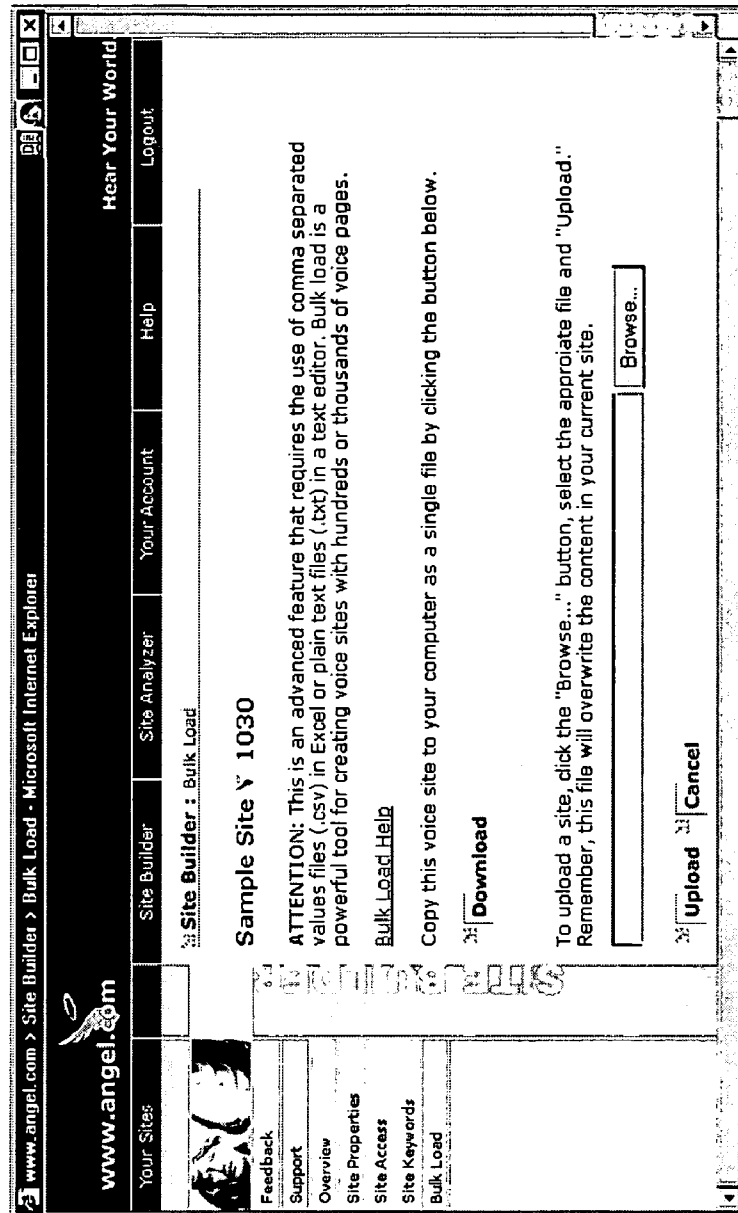 www.angel.com > Site Builder > Bulk Load - Microsoft Internet Explorer
www.angel.com
Hear Your World
Your Sites
Site Builder
Site Analyzer
Your Account
Help
Logout
Feedback
Support
Overview
Site Properties
Site Access
Site Keywords
Bulk Load
SITE BUILDER
Site Builder : Bulk Load
Sample Site 1030
ATTENTION: This is an advanced feature that requires the use of comma separated
values files (.csv) in Excel or plain text files (.txt) in a text editor. Bulk load is a
powerful tool for creating voice sites with hundreds or thousands of voice pages.
Bulk Load Help
Copy this voice site to your computer as a single file by clicking the button below.
Download
To upload a site, click the "Browse..." button, select the approiate file and "Upload."
Remember, this file will overwrite the content in your current site.
Browse...
Upload
Cancel